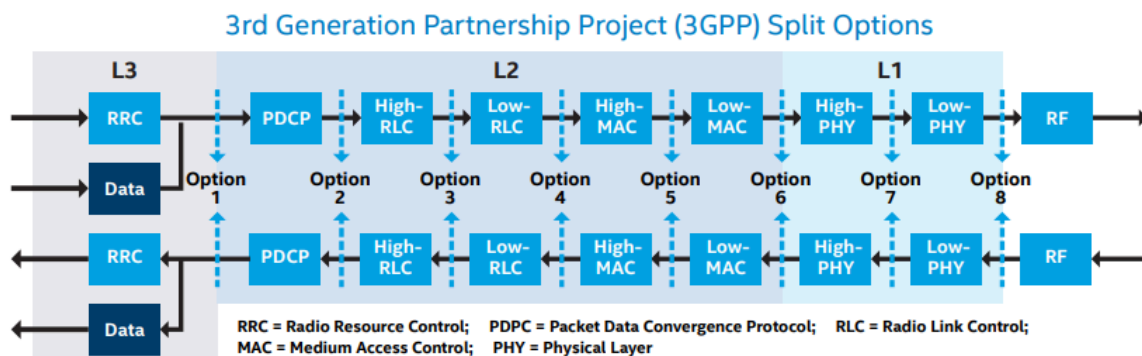 3rd Generation Partnership Project (3GPP) Split Options
L3
L2
L1
RRC
PDCP
High-
RLC
Low-
RLC
High-
MAC
Low-
MAC
High-
PHY
Low-
PHY
RF
Data
Option
1
Option
2
Option
3
Option
4
Option
5
Option
6
Option
7
Option
8
RRC
PDCP
High-
RLC
Low-
RLC
High-
MAC
Low-
MAC
High-
PHY
Low-
PHY
RF
Data
RRC = Radio Resource Control; PDPC = Packet Data Convergence Protocol; RLC = Radio Link Control;
MAC = Medium Access Control; PHY = Physical Layer